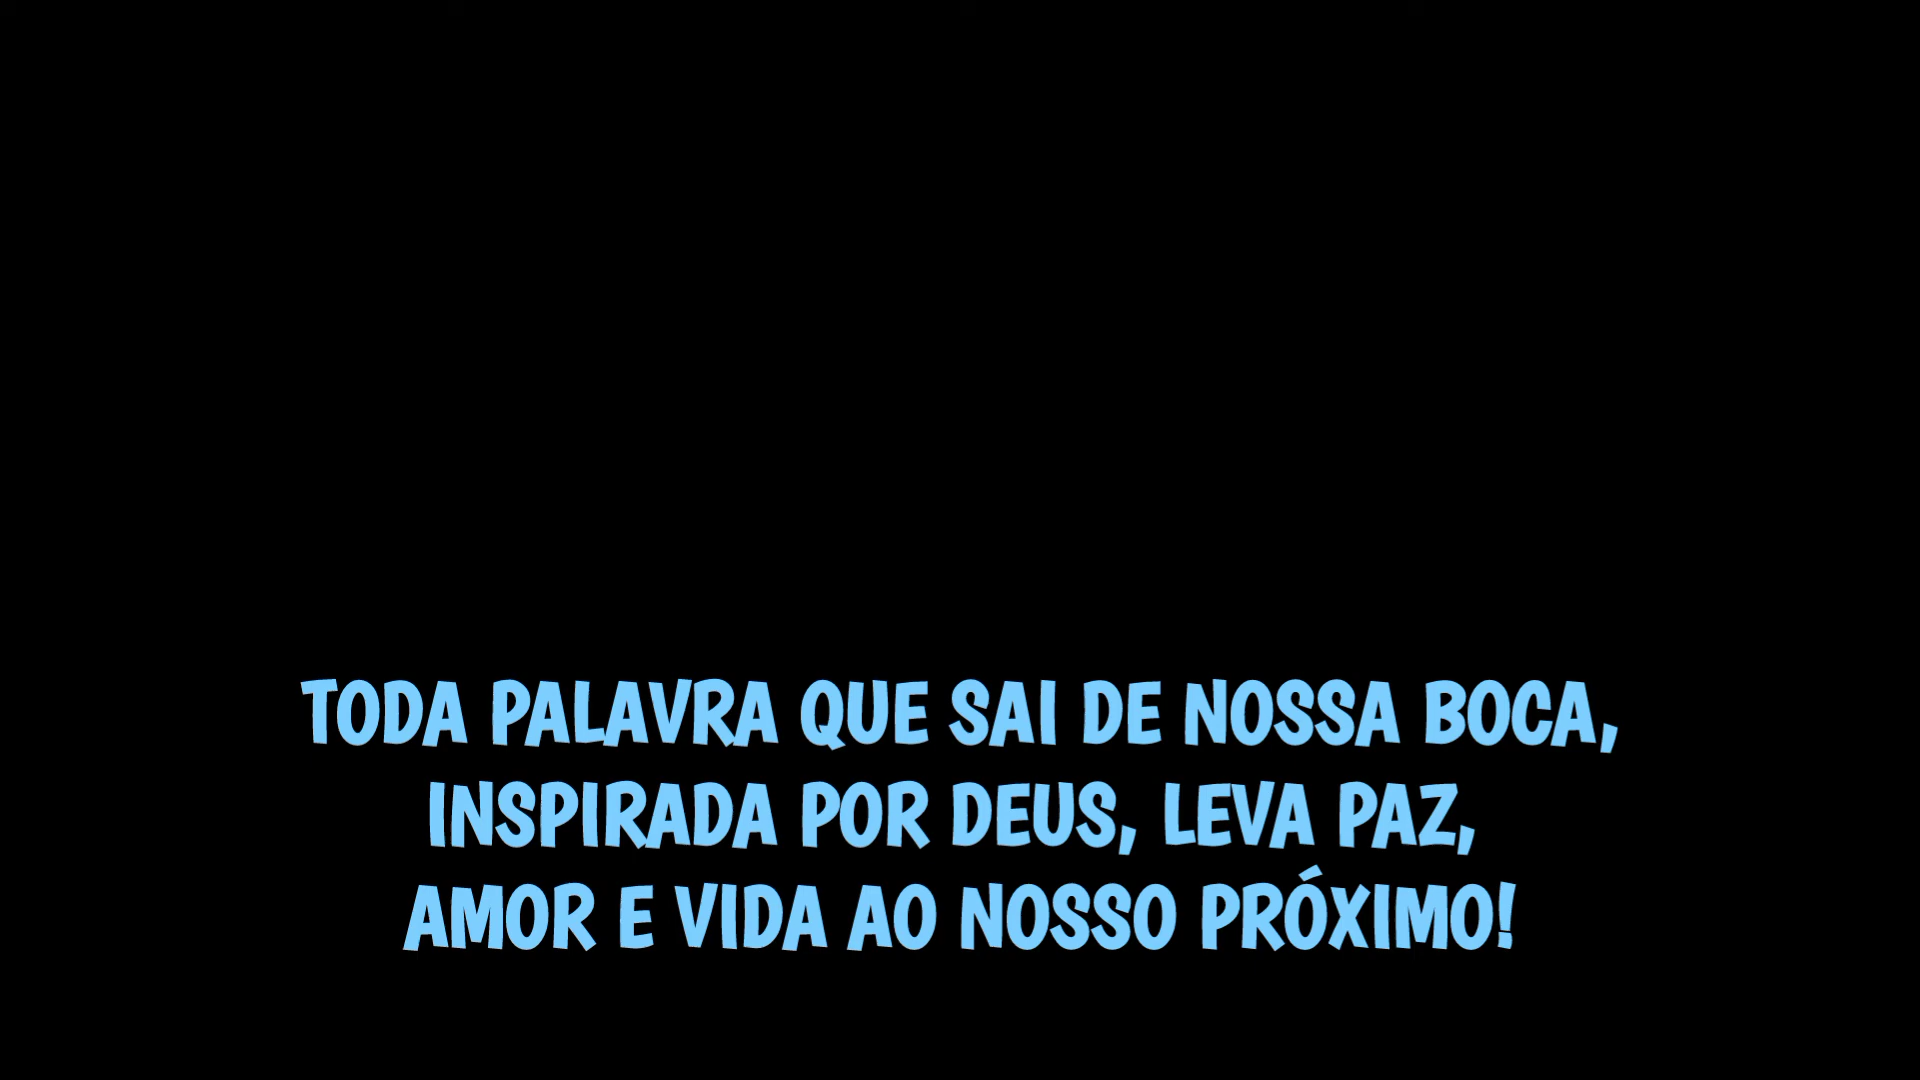 TODA PALAVRA QUE SAI DE NOSSA BOCA,
INSPIRADA POR DEUS, LEVA PAZ,
AMOR E VIDA AO NOSSO PRÓXIMO!